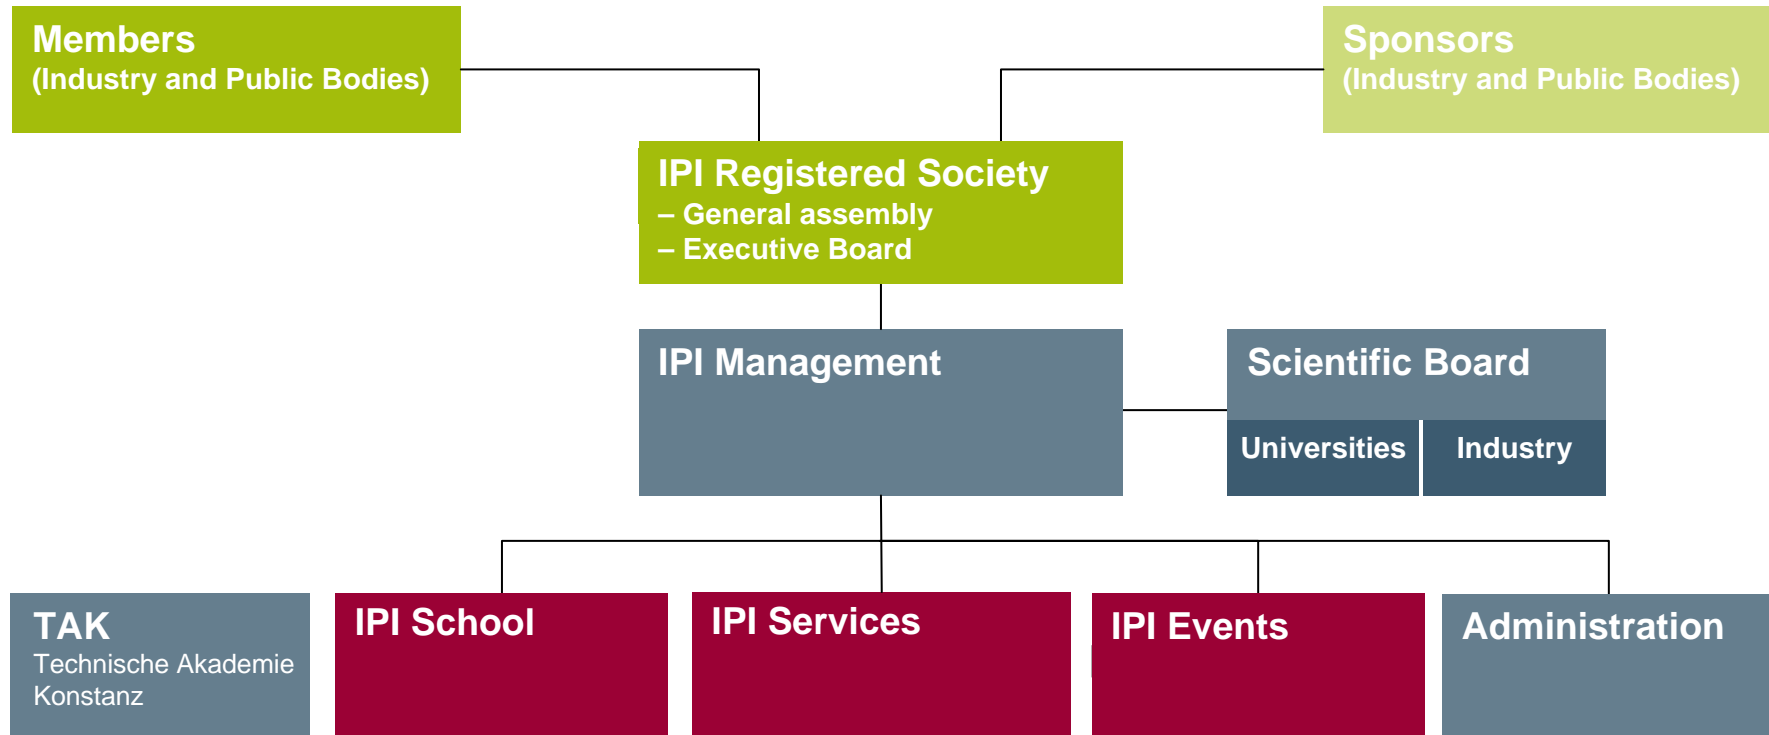 Members
(Industry and Public Bodies)
Sponsors
(Industry and Public Bodies)
IPI Registered Society
– General assembly
– Executive Board
IPI Management
Scientific Board
Universities
Industry
TAK
Technische Akademie
Konstanz
IPI School
IPI Services
IPI Events
Administration